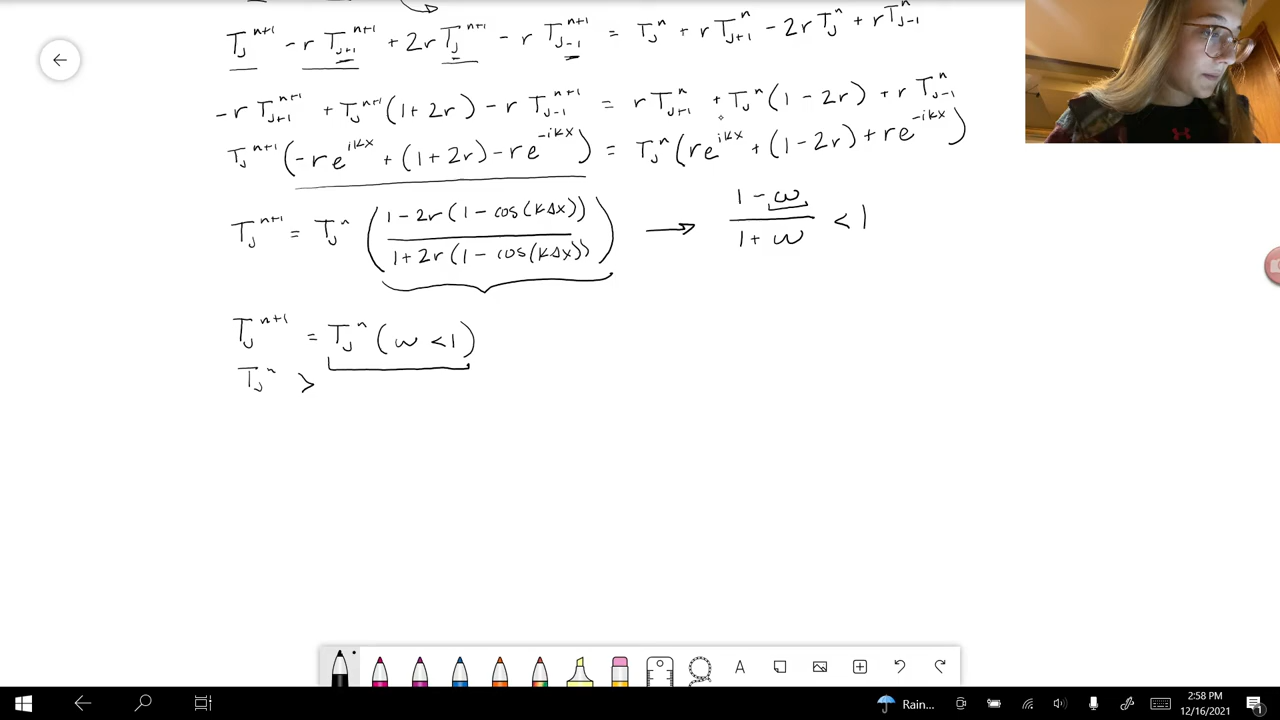 T_j^{n+1} - r T_{j+1}^{n+1} + 2r T_j^{n+1} - r T_{j-1}^{n+1} = T_j^n + r T_{j+1}^n - 2r T_j^n + r T_{j-1}^n
-r T_{j+1}^{n+1} + T_j^{n+1} (1+2r) - r T_{j-1}^{n+1} = r T_{j+1}^n + T_j^n (1-2r) + r T_{j-1}^n
T_j^{n+1} (-re^{ikx} + (1+2r) - re^{-ikx}) = T_j^n (re^{ikx} + (1-2r) + re^{-ikx})
T_j^{n+1} = T_j^n ( (1-2r(1-cos(kΔx))) / (1+2r(1-cos(kΔx))) ) → (1-ω)/(1+ω) < 1
T_j^{n+1} = T_j^n (ω < 1)
T_j^n >
A
Rain...
2:58 PM
12/16/2021
1